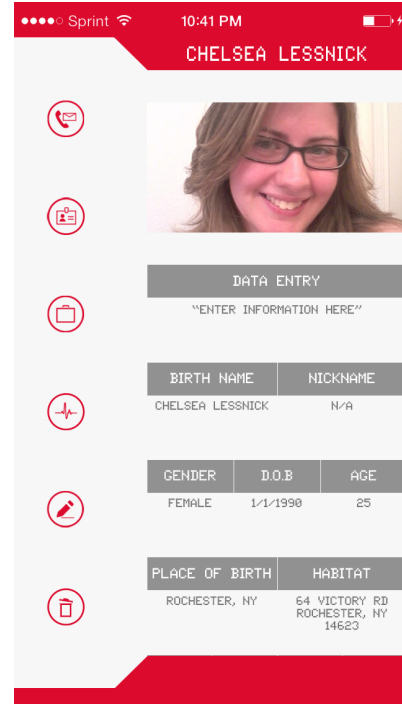 Sprint 10:41 PM
CHELSEA LESSNICK
DATA ENTRY
“ENTER INFORMATION HERE”
BIRTH NAME NICKNAME
CHELSEA LESSNICK N/A
GENDER D.O.B AGE
FEMALE 1/1/1990 25
PLACE OF BIRTH HABITAT
ROCHESTER, NY 64 VICTORY RD
ROCHESTER, NY
14623